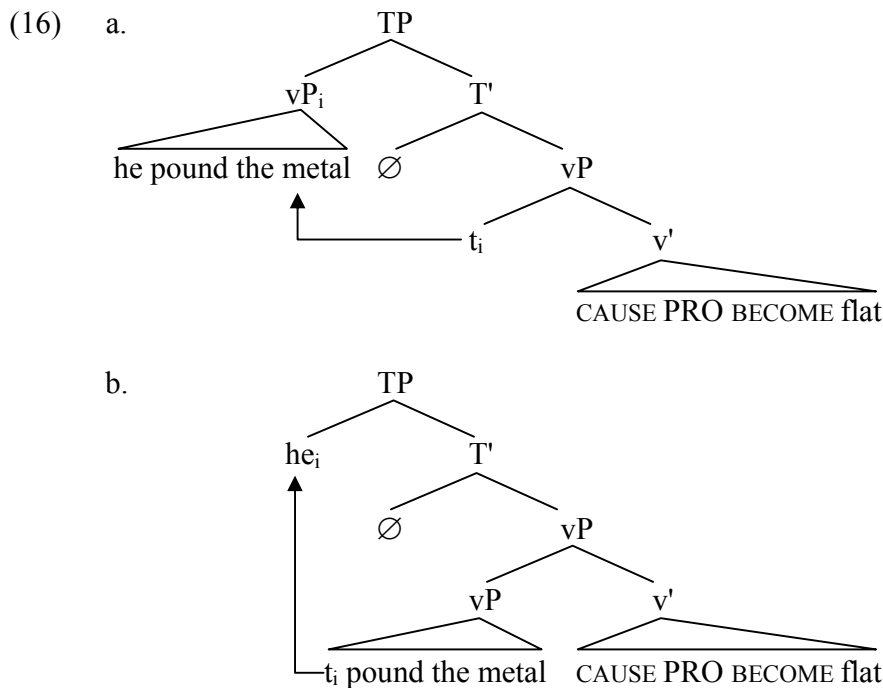 (16) a. TP
vPᵢ T'
he pound the metal ∅ vP
tᵢ v'
CAUSE PRO BECOME flat
b. TP
heᵢ T'
∅ vP
vP v'
tᵢ pound the metal CAUSE PRO BECOME flat